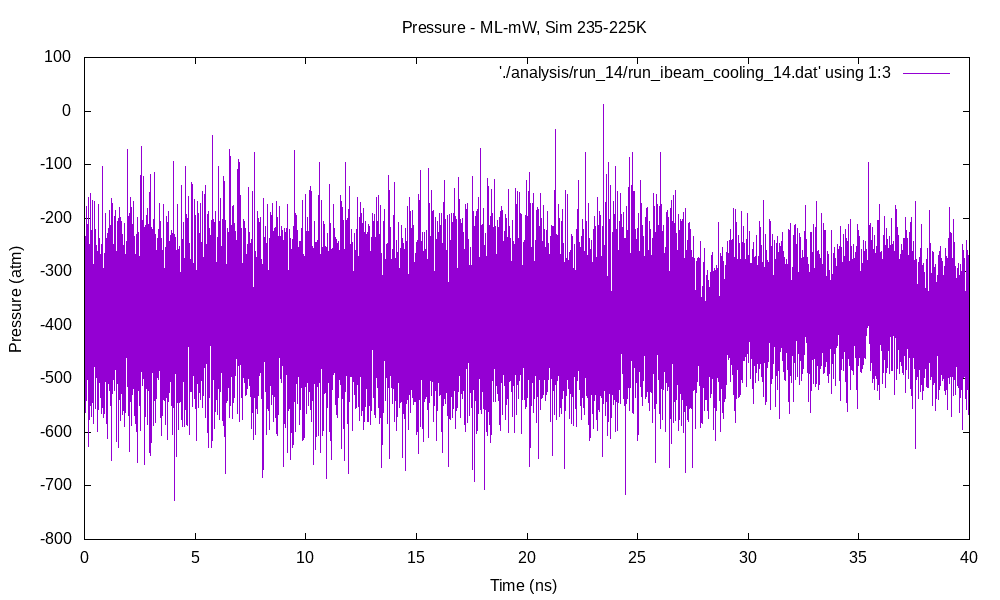 Pressure - ML-mW, Sim 235-225K
'./analysis/run_14/run_ibeam_cooling_14.dat' using 1:3
100
0
-100
-200
-300
-400
-500
-600
-700
-800
Pressure (atm)
0 5 10 15 20 25 30 35 40
Time (ns)